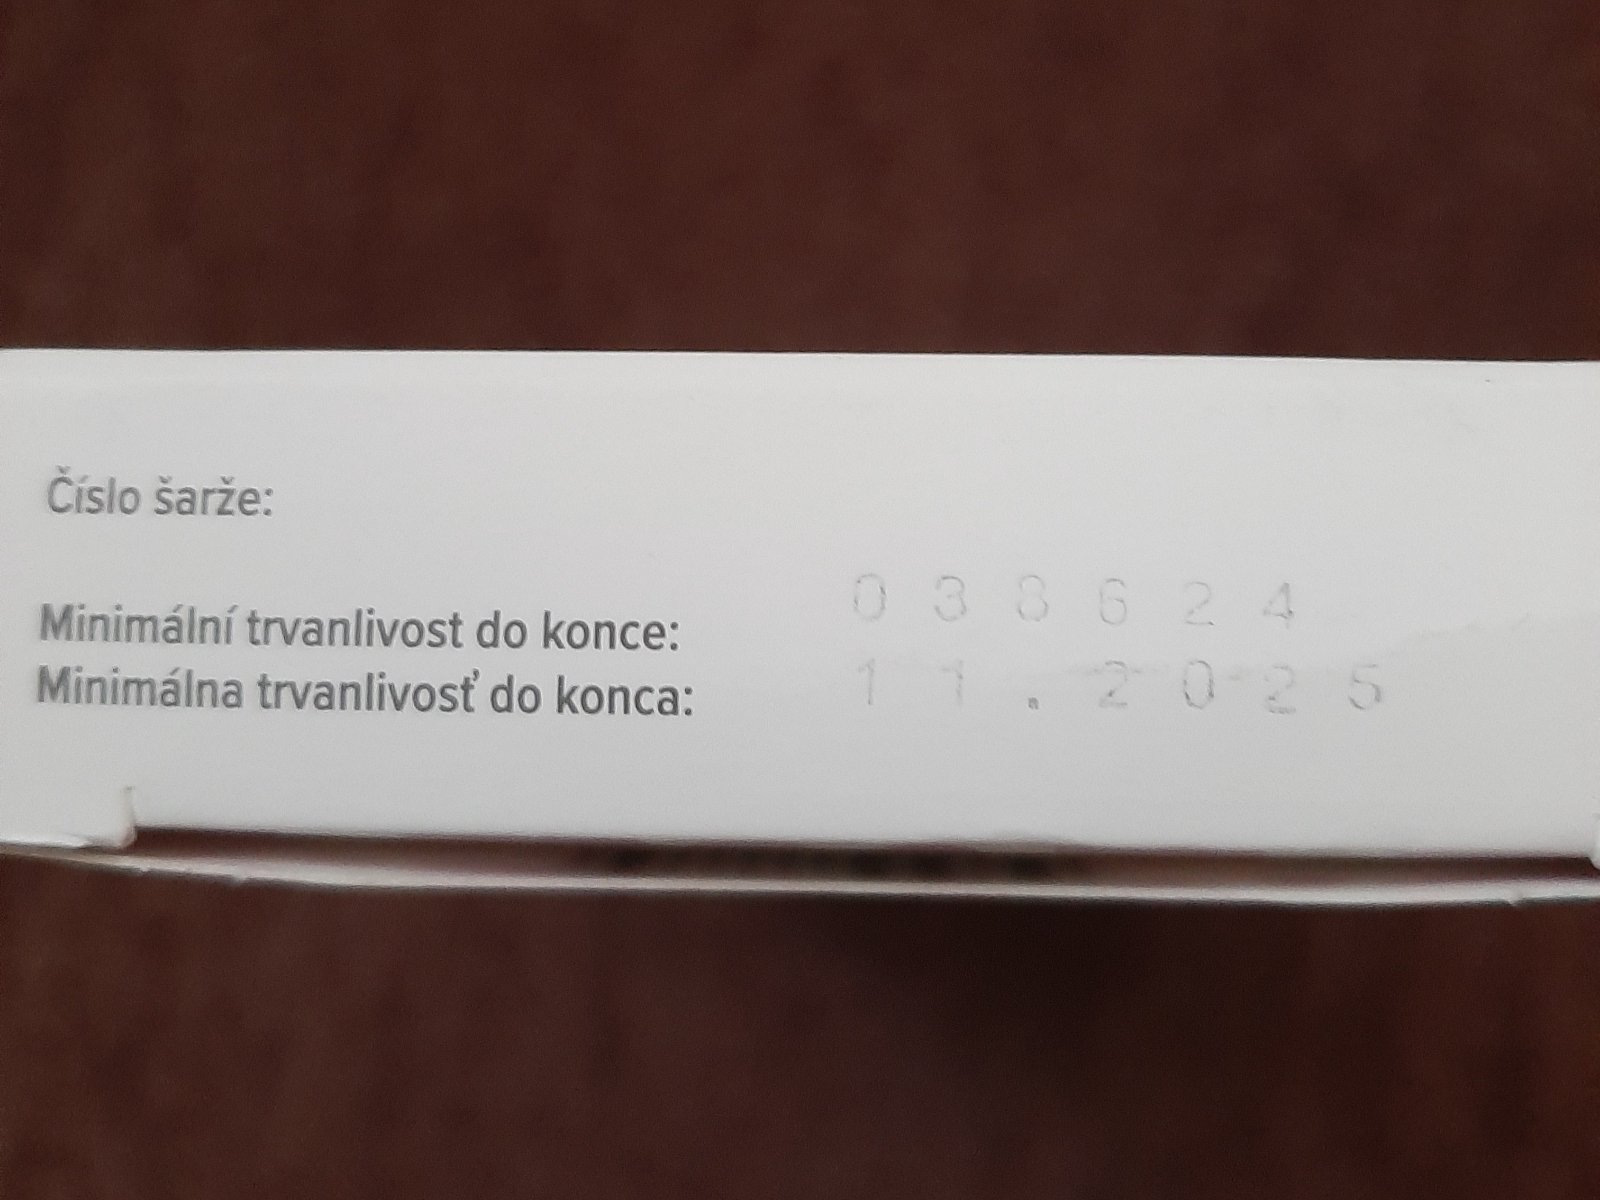 Číslo šarže:
038624
Minimální trvanlivost do konce:
Minimálna trvanlivosť do konca:
11.2025